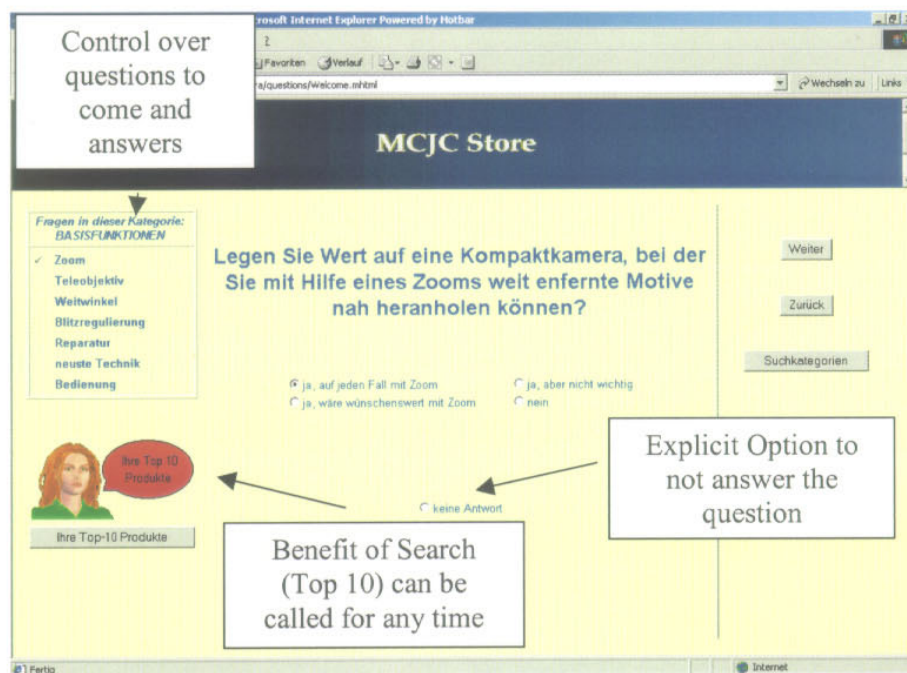 Control over
questions to
come and
answers
rosoft Internet Explorer Powered by Hotbar
?
Favoriten Verlauf
/questions/Welcome.mhtml
Wechseln zu Links
MCJC Store
Fragen in dieser Kategorie:
BASISFUNKTIONEN
Zoom
Teleobjektiv
Weitwinkel
Blitzregulierung
Reparatur
neuste Technik
Bedienung
Legen Sie Wert auf eine Kompaktkamera, bei der
Sie mit Hilfe eines Zooms weit enfernte Motive
nah heranholen können?
ja, auf jeden Fall mit Zoom ja, aber nicht wichtig
ja, wäre wünschenswert mit Zoom nein
keine Antwort
Weiter
Zurück
Suchkategorien
Ihre Top 10
Produkte
Ihre Top-10 Produkte
Explicit Option to
not answer the
question
Benefit of Search
(Top 10) can be
called for any time
Fertig
Internet